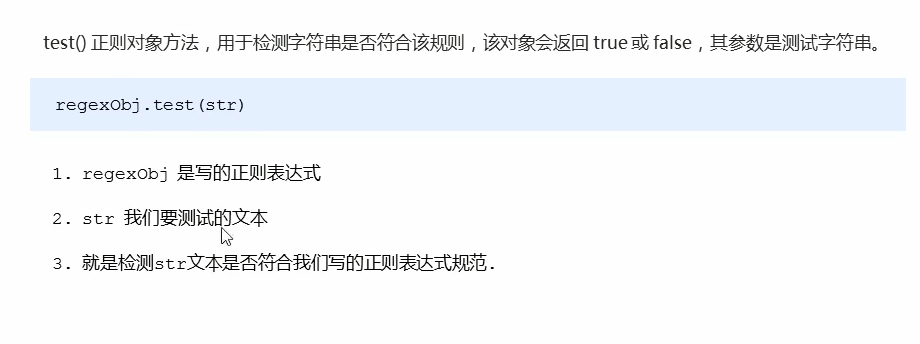 test() 正则对象方法，用于检测字符串是否符合该规则，该对象会返回 true 或 false，其参数是测试字符串。
regexObj.test(str)
1. regexObj 是写的正则表达式
2. str 我们要测试的文本
3. 就是检测str文本是否符合我们写的正则表达式规范.